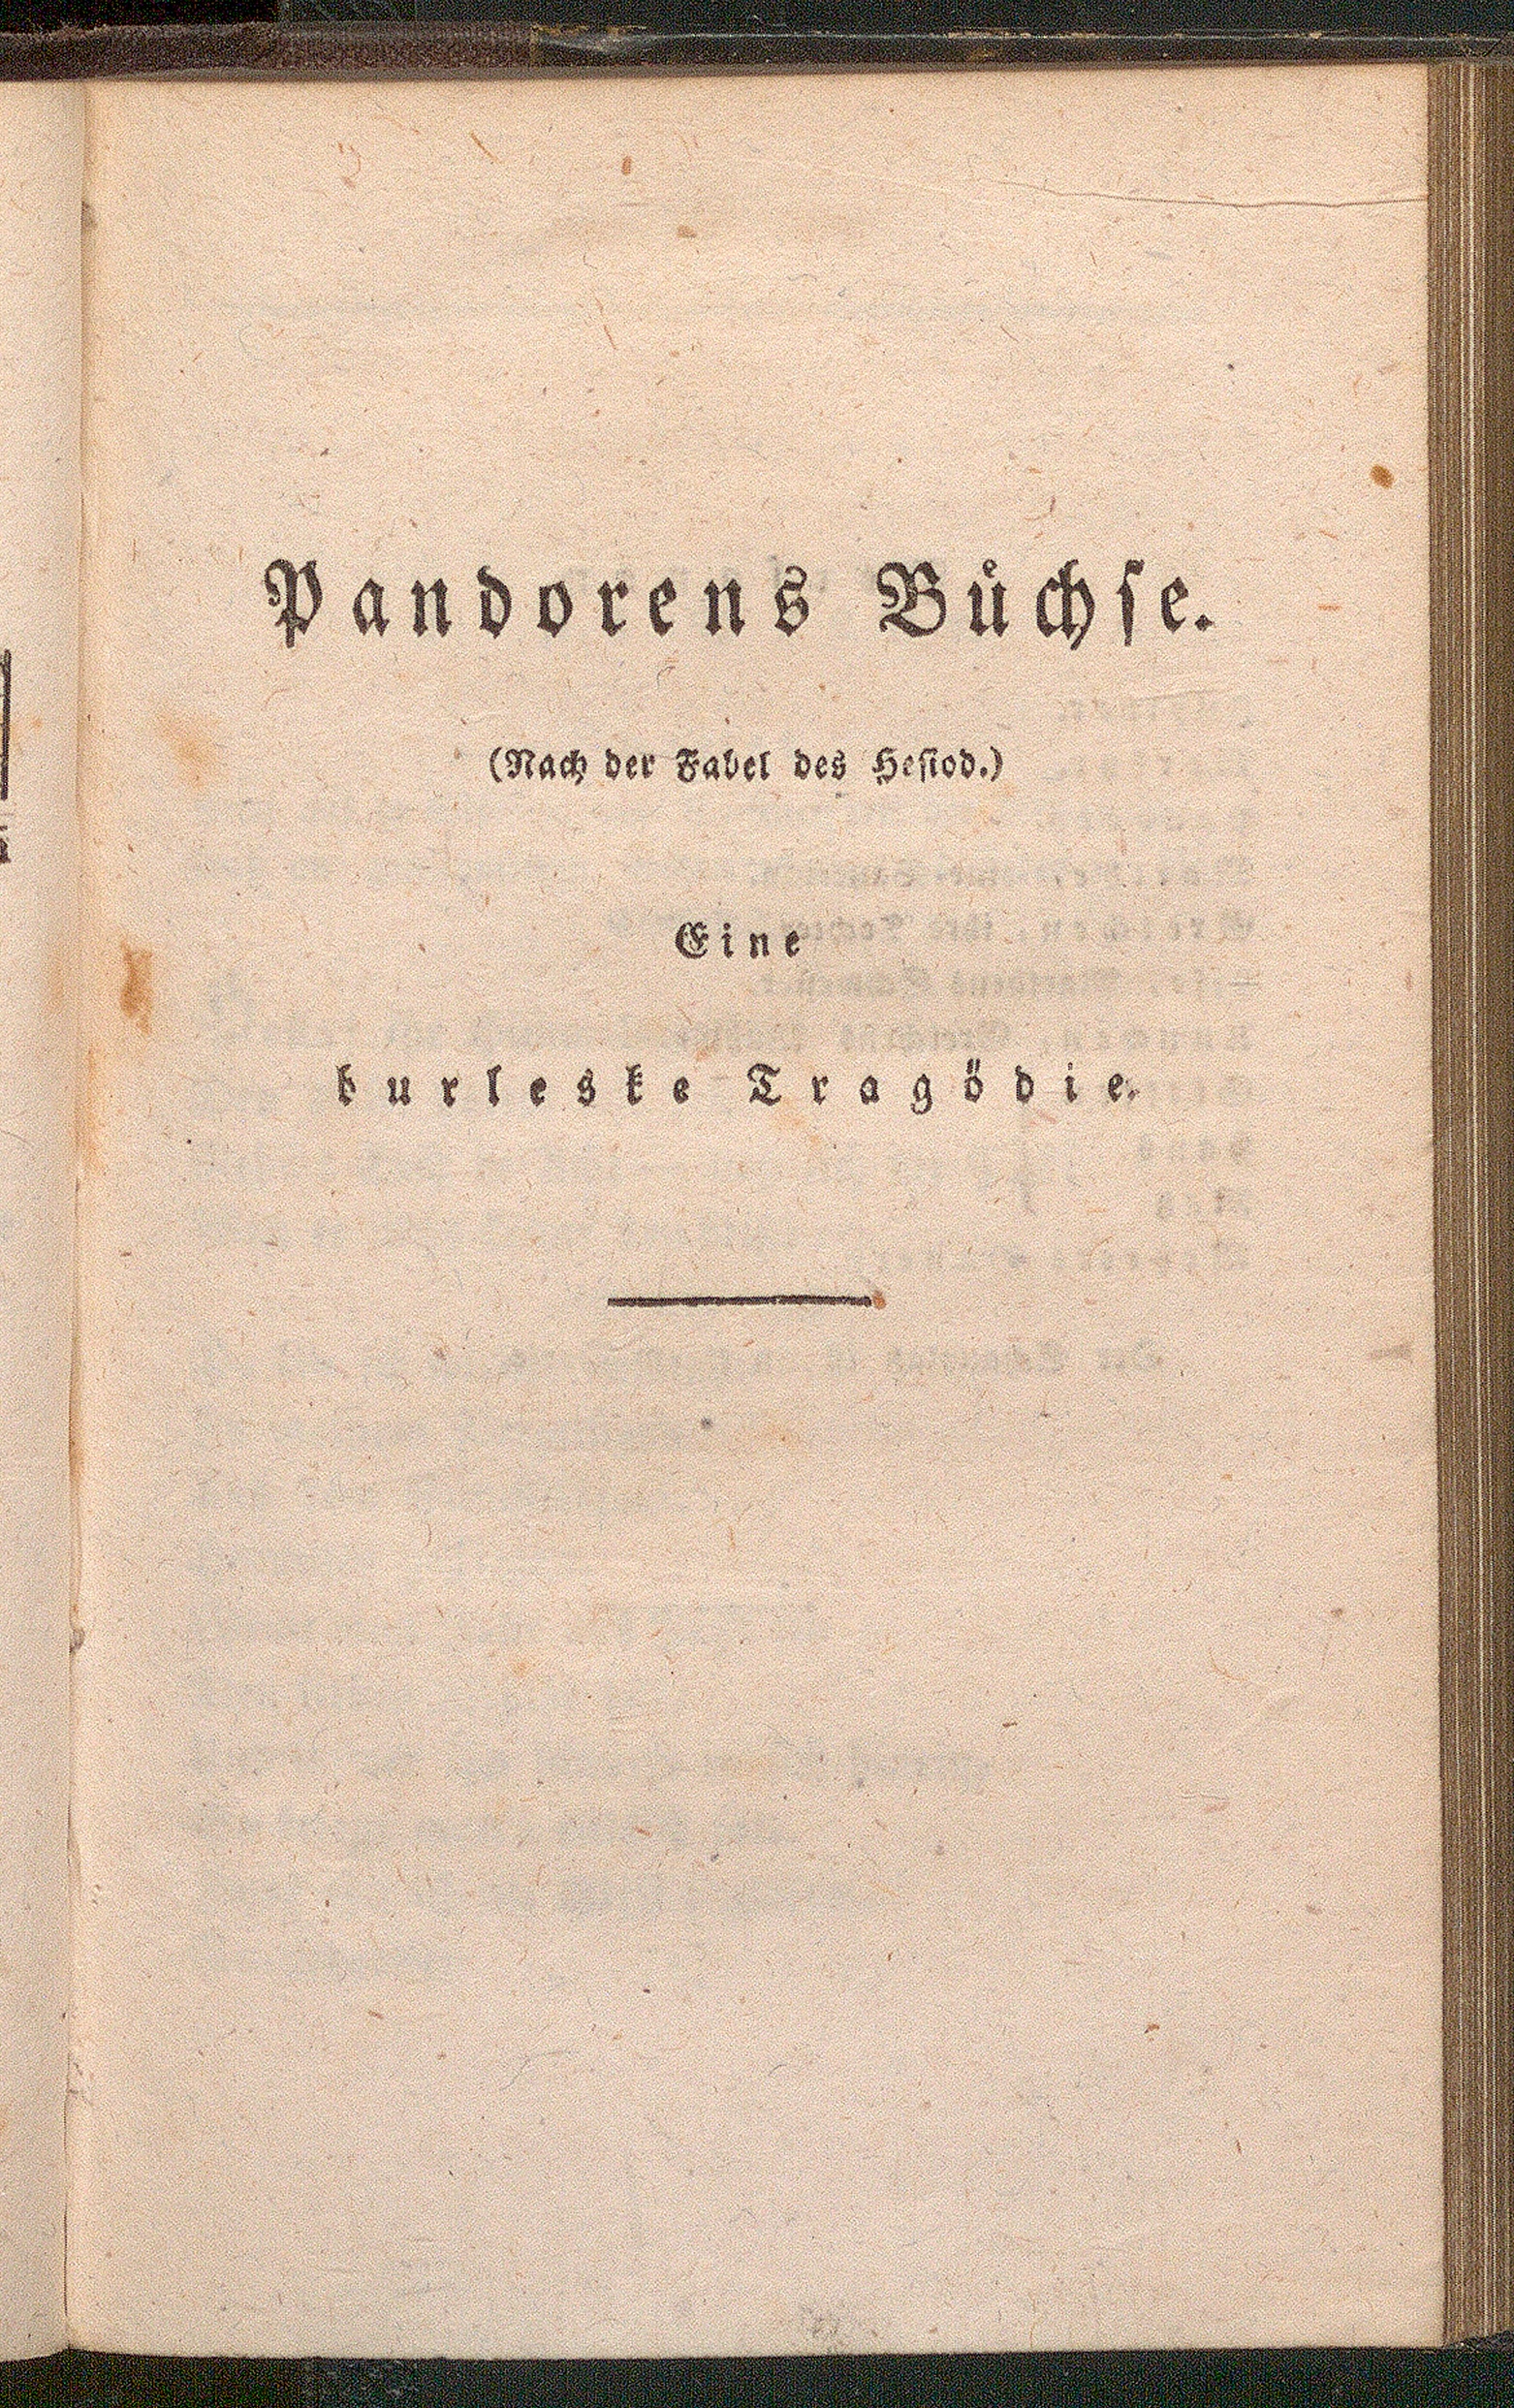 Pandorens Büchse.
(Nach der Fabel des Hesiod.)
Eine
burleske Tragödie.